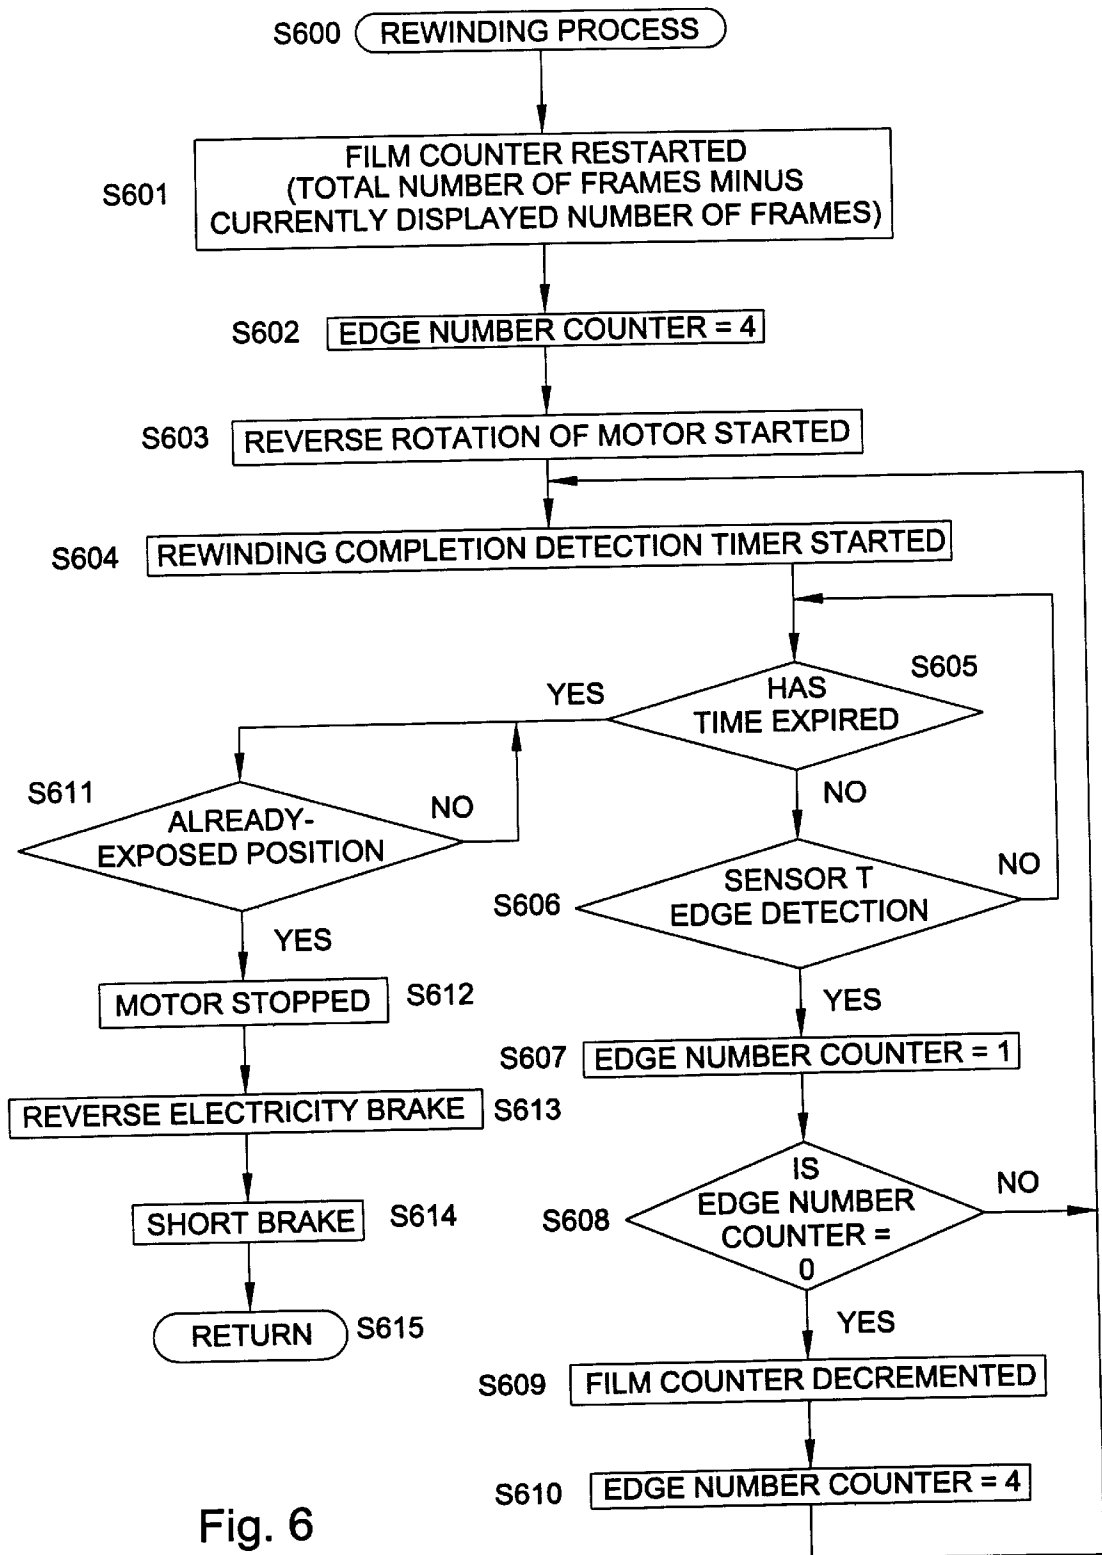 S600 REWINDING PROCESS
S601
FILM COUNTER RESTARTED
(TOTAL NUMBER OF FRAMES MINUS
CURRENTLY DISPLAYED NUMBER OF FRAMES)
S602 EDGE NUMBER COUNTER = 4
S603 REVERSE ROTATION OF MOTOR STARTED
S604 REWINDING COMPLETION DETECTION TIMER STARTED
S605
HAS
TIME EXPIRED
YES
NO
S611
ALREADY-
EXPOSED POSITION
NO
YES
S606
SENSOR T
EDGE DETECTION
NO
YES
MOTOR STOPPED S612
S607 EDGE NUMBER COUNTER = 1
REVERSE ELECTRICITY BRAKE S613
S608
IS
EDGE NUMBER
COUNTER =
0
NO
YES
SHORT BRAKE S614
RETURN S615
S609 FILM COUNTER DECREMENTED
S610 EDGE NUMBER COUNTER = 4
Fig. 6